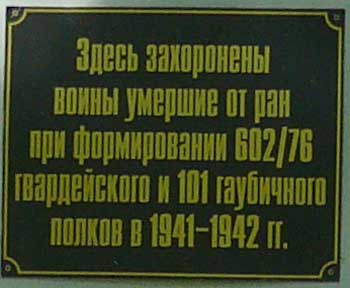 Здесь захоронены
воины умершие от ран
при формировании 602/76
гвардейского и 101 гаубичного
полков в 1941-1942 гг.